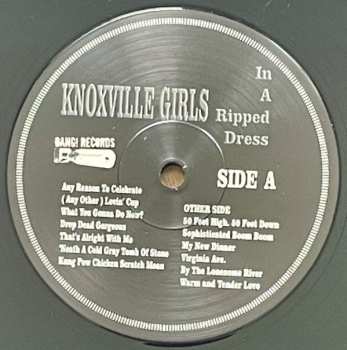 KNOXVILLE GIRLS
In
A
Ripped
Dress
BANG! RECORDS
SIDE A
Any Reason To Celebrate
( Any Other ) Lovin' Cup
What You Gonna Do Now?
Drop Dead Gorgeous
That's Alright With Me
'Neath A Cold Gray Tomb Of Stone
Kung Pow Chicken Scratch Moan
OTHER SIDE
50 Feet High, 50 Feet Down
Sophisticated Boom Boom
My New Dinner
Virginia Ave.
By The Lonesome River
Warm and Tender Love